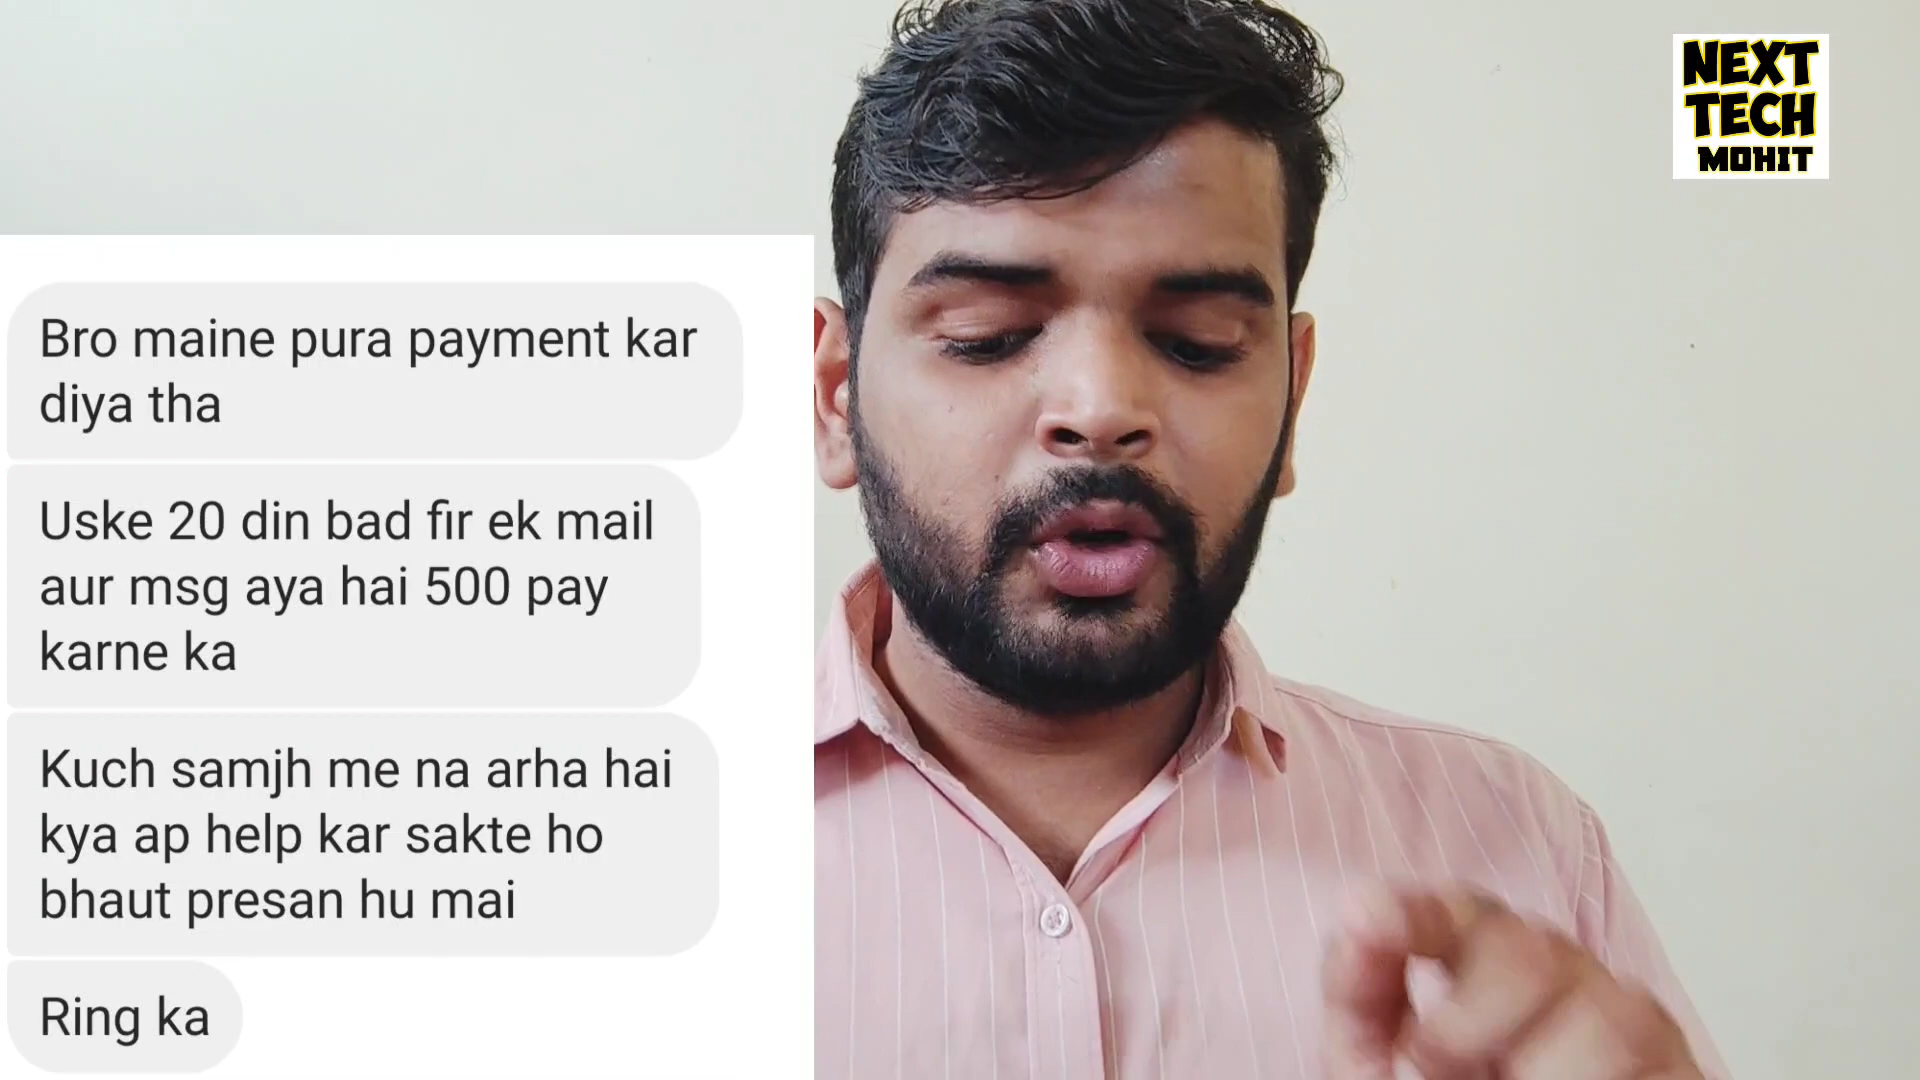 NEXT
TECH
MOHIT
Bro maine pura payment kar
diya tha
Uske 20 din bad fir ek mail
aur msg aya hai 500 pay
karne ka
Kuch samjh me na arha hai
kya ap help kar sakte ho
bhaut presan hu mai
Ring ka